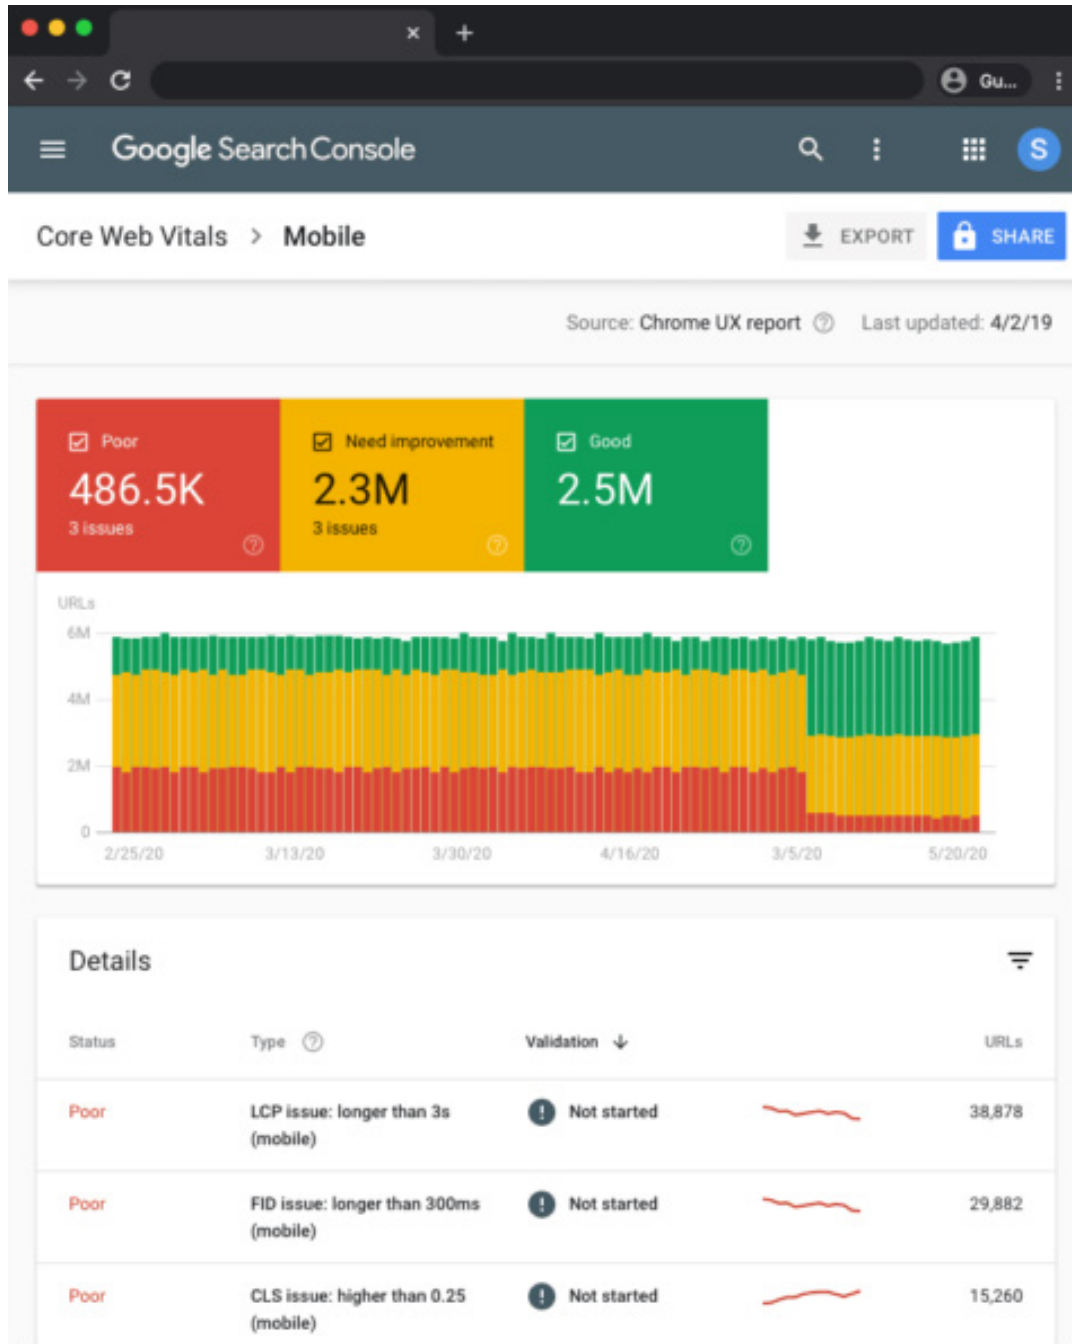 Gu...
Google Search Console
S
Core Web Vitals > Mobile
EXPORT
SHARE
Source: Chrome UX report
Last updated: 4/2/19
Poor
486.5K
3 issues
Need improvement
2.3M
3 issues
Good
2.5M
URLs
6M
4M
2M
0
2/25/20 3/13/20 3/30/20 4/16/20 3/5/20 5/20/20
Details
Status Type Validation URLs
Poor LCP issue: longer than 3s Not started 38,878
(mobile)
Poor FID issue: longer than 300ms Not started 29,882
(mobile)
Poor CLS issue: higher than 0.25 Not started 15,260
(mobile)